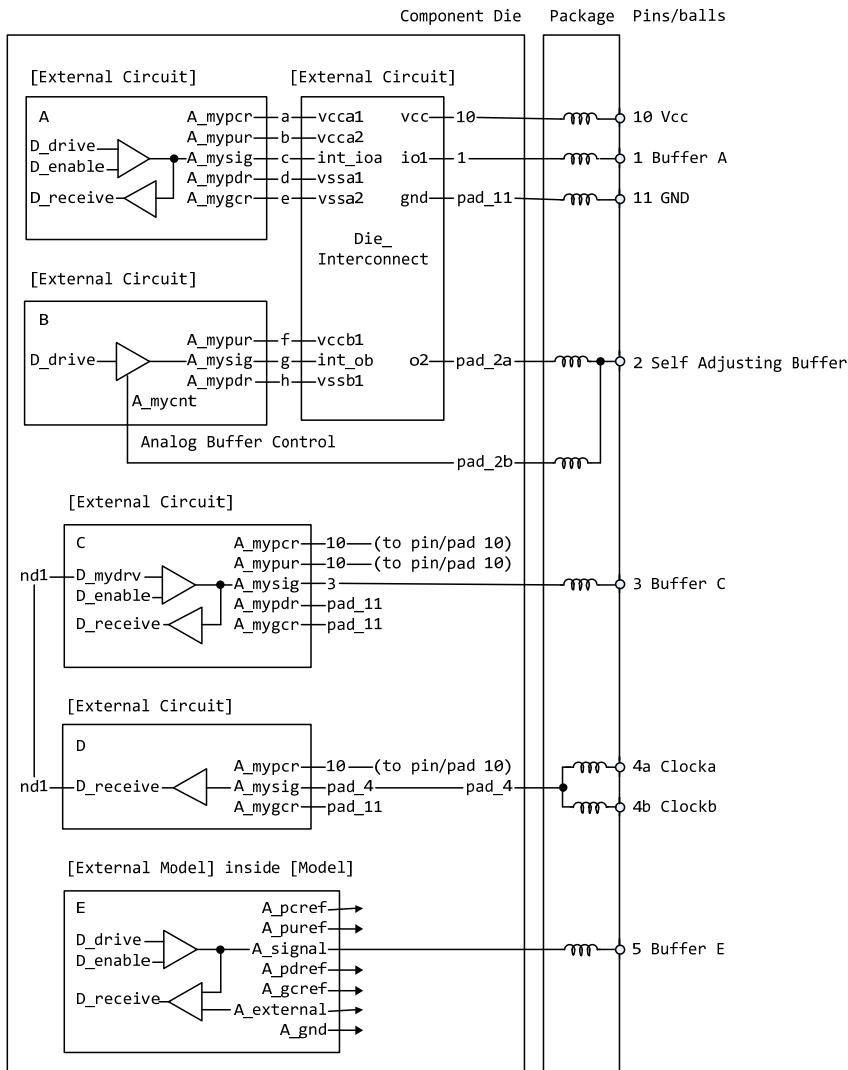 Component Die Package Pins/balls
[External Circuit] [External Circuit]
A A_mypcr a vcca1 vcc 10 10 Vcc
D_drive A_mypur b vcca2
D_enable A_mysig c int_ioa io1 1 1 Buffer A
A_mypdr d vssa1
D_receive A_mygcr e vssa2 gnd pad_11 11 GND
Die_
Interconnect
[External Circuit]
B
A_mypur f vccb1
D_drive A_mysig g int_ob o2 pad_2a 2 Self Adjusting Buffer
A_mypdr h vssb1
A_mycnt
Analog Buffer Control
pad_2b
[External Circuit]
C A_mypcr 10 (to pin/pad 10)
A_mypur 10 (to pin/pad 10)
nd1 D_mydrv A_mysig 3 3 Buffer C
D_enable A_mypdr pad_11
D_receive A_mygcr pad_11
[External Circuit]
D
A_mypcr 10 (to pin/pad 10) 4a Clocka
nd1 D_receive A_mysig pad_4 pad_4
A_mygcr pad_11 4b Clockb
[External Model] inside [Model]
E A_pcref
A_puref
D_drive
A_signal 5 Buffer E
D_enable
A_pdref
A_gcref
D_receive
A_external
A_gnd